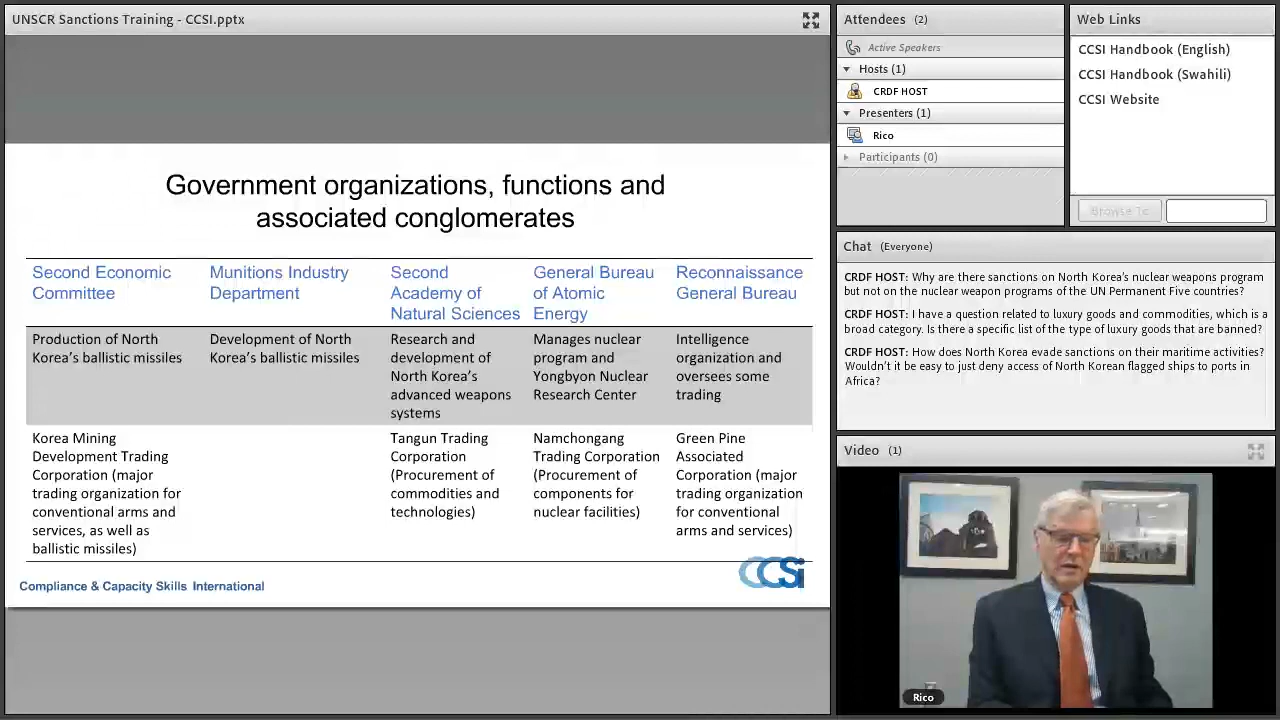 UNSCR Sanctions Training - CCSI.pptx
Government organizations, functions and
associated conglomerates
Second Economic
Committee
Munitions Industry
Department
Second
Academy of
Natural Sciences
General Bureau
of Atomic
Energy
Reconnaissance
General Bureau
Production of North
Korea's ballistic missiles
Development of North
Korea's ballistic missiles
Research and
development of
North Korea's
advanced weapons
systems
Manages nuclear
program and
Yongbyon Nuclear
Research Center
Intelligence
organization and
oversees some
trading
Korea Mining
Development Trading
Corporation (major
trading organization for
conventional arms and
services, as well as
ballistic missiles)
Tangun Trading
Corporation
(Procurement of
commodities and
technologies)
Namchongang
Trading Corporation
(Procurement of
components for
nuclear facilities)
Green Pine
Associated
Corporation (major
trading organization
for conventional
arms and services)
Compliance & Capacity Skills International
CCSi
Attendees (2)
Active Speakers
Hosts (1)
CRDF HOST
Presenters (1)
Rico
Participants (0)
Web Links
CCSI Handbook (English)
CCSI Handbook (Swahili)
CCSI Website
Browse To
Chat (Everyone)
CRDF HOST: Why are there sanctions on North Korea's nuclear weapons program
but not on the nuclear weapon programs of the UN Permanent Five countries?
CRDF HOST: I have a question related to luxury goods and commodities, which is a
broad category. Is there a specific list of the type of luxury goods that are banned?
CRDF HOST: How does North Korea evade sanctions on their maritime activities?
Wouldn't it be easy to just deny access of North Korean flagged ships to ports in
Africa?
Video (1)
Rico